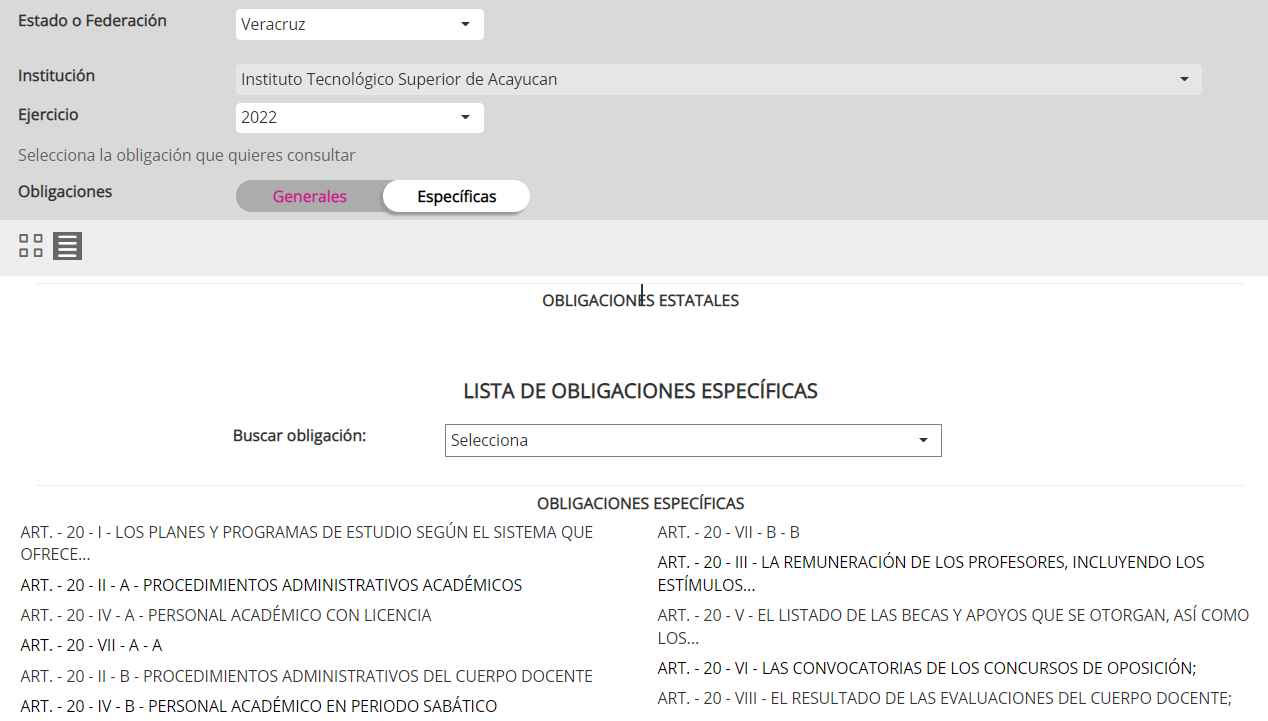 Estado o Federación
Veracruz
Institución
Instituto Tecnológico Superior de Acayucan
Ejercicio
2022
Selecciona la obligación que quieres consultar
Obligaciones
Generales
Específicas
OBLIGACIONES ESTATALES
LISTA DE OBLIGACIONES ESPECÍFICAS
Buscar obligación:
Selecciona
OBLIGACIONES ESPECÍFICAS
ART. - 20 - I - LOS PLANES Y PROGRAMAS DE ESTUDIO SEGÚN EL SISTEMA QUE
OFRECE...
ART. - 20 - II - A - PROCEDIMIENTOS ADMINISTRATIVOS ACADÉMICOS
ART. - 20 - IV - A - PERSONAL ACADÉMICO CON LICENCIA
ART. - 20 - VII - A - A
ART. - 20 - II - B - PROCEDIMIENTOS ADMINISTRATIVOS DEL CUERPO DOCENTE
ART. - 20 - IV - B - PERSONAL ACADÉMICO EN PERIODO SABÁTICO
ART. - 20 - VII - B - B
ART. - 20 - III - LA REMUNERACIÓN DE LOS PROFESORES, INCLUYENDO LOS
ESTÍMULOS...
ART. - 20 - V - EL LISTADO DE LAS BECAS Y APOYOS QUE SE OTORGAN, ASÍ COMO
LOS...
ART. - 20 - VI - LAS CONVOCATORIAS DE LOS CONCURSOS DE OPOSICIÓN;
ART. - 20 - VIII - EL RESULTADO DE LAS EVALUACIONES DEL CUERPO DOCENTE;